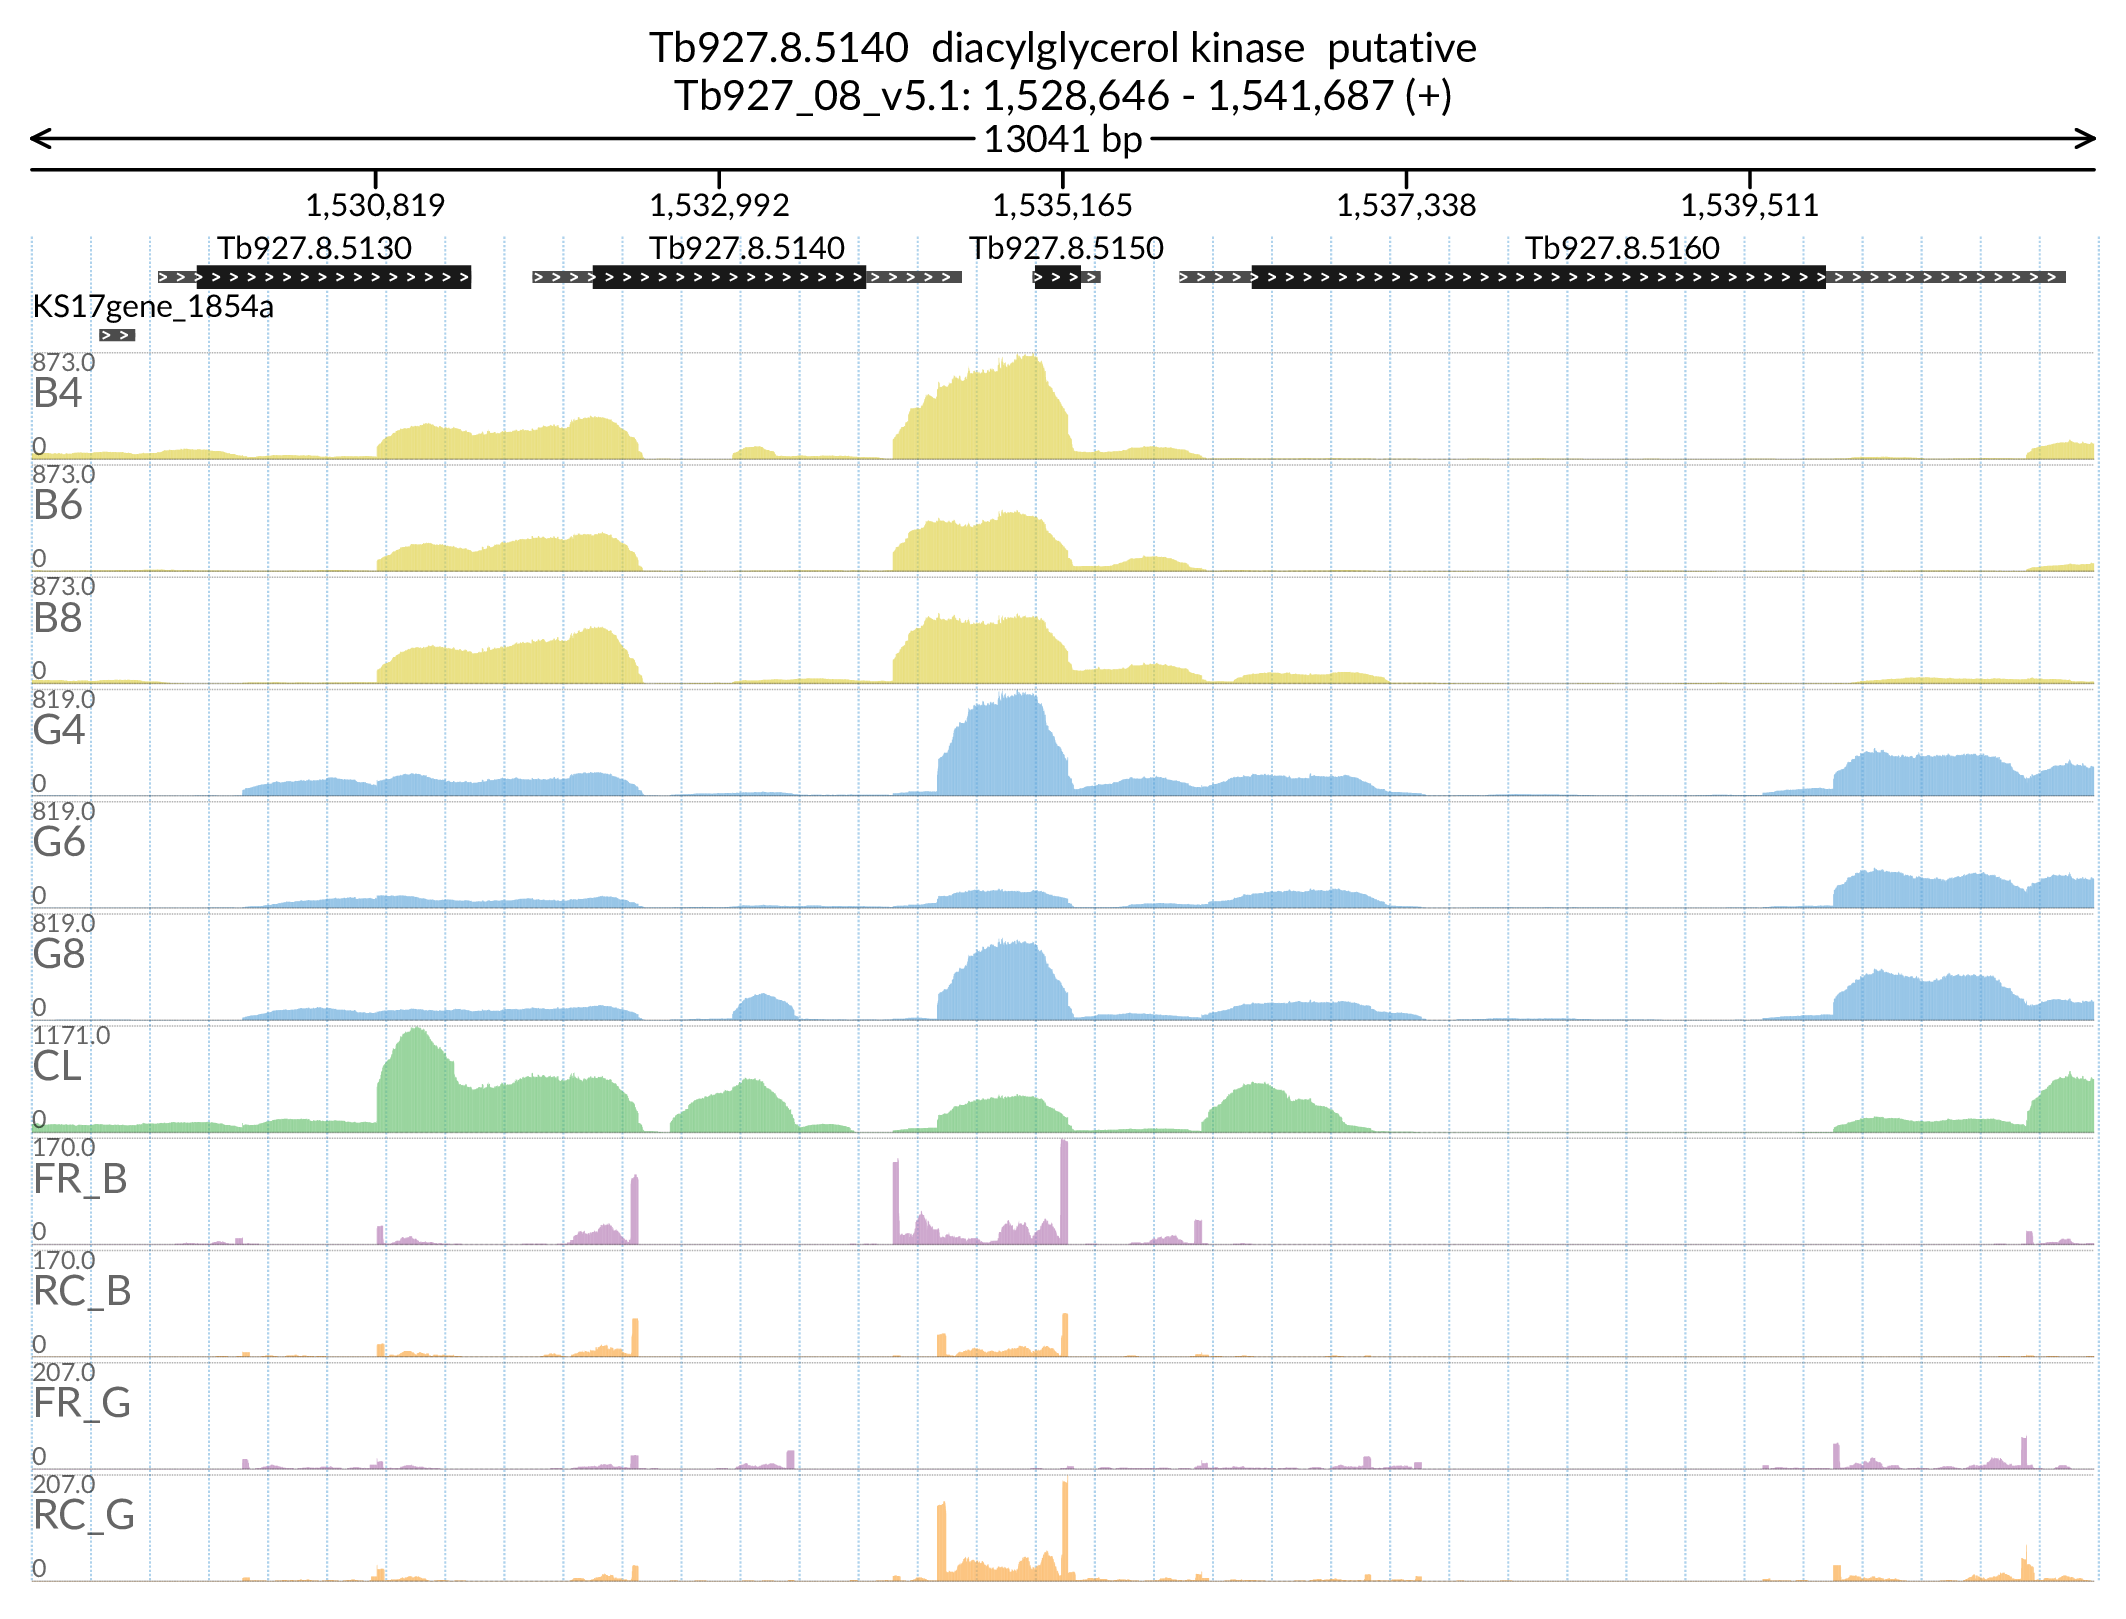 Tb927.8.5140  diacylglycerol kinase  putative
Tb927_08_v5.1: 1,528,646 - 1,541,687 (+)
13041 bp
1,530,819 1,532,992 1,535,165 1,537,338 1,539,511
Tb927.8.5130 Tb927.8.5140 Tb927.8.5150 Tb927.8.5160
KS17gene_1854a
873.0
B4
0
873.0
B6
0
873.0
B8
0
819.0
G4
0
819.0
G6
0
819.0
G8
0
1171.0
CL
0
170.0
FR_B
0
170.0
RC_B
0
207.0
FR_G
0
207.0
RC_G
0